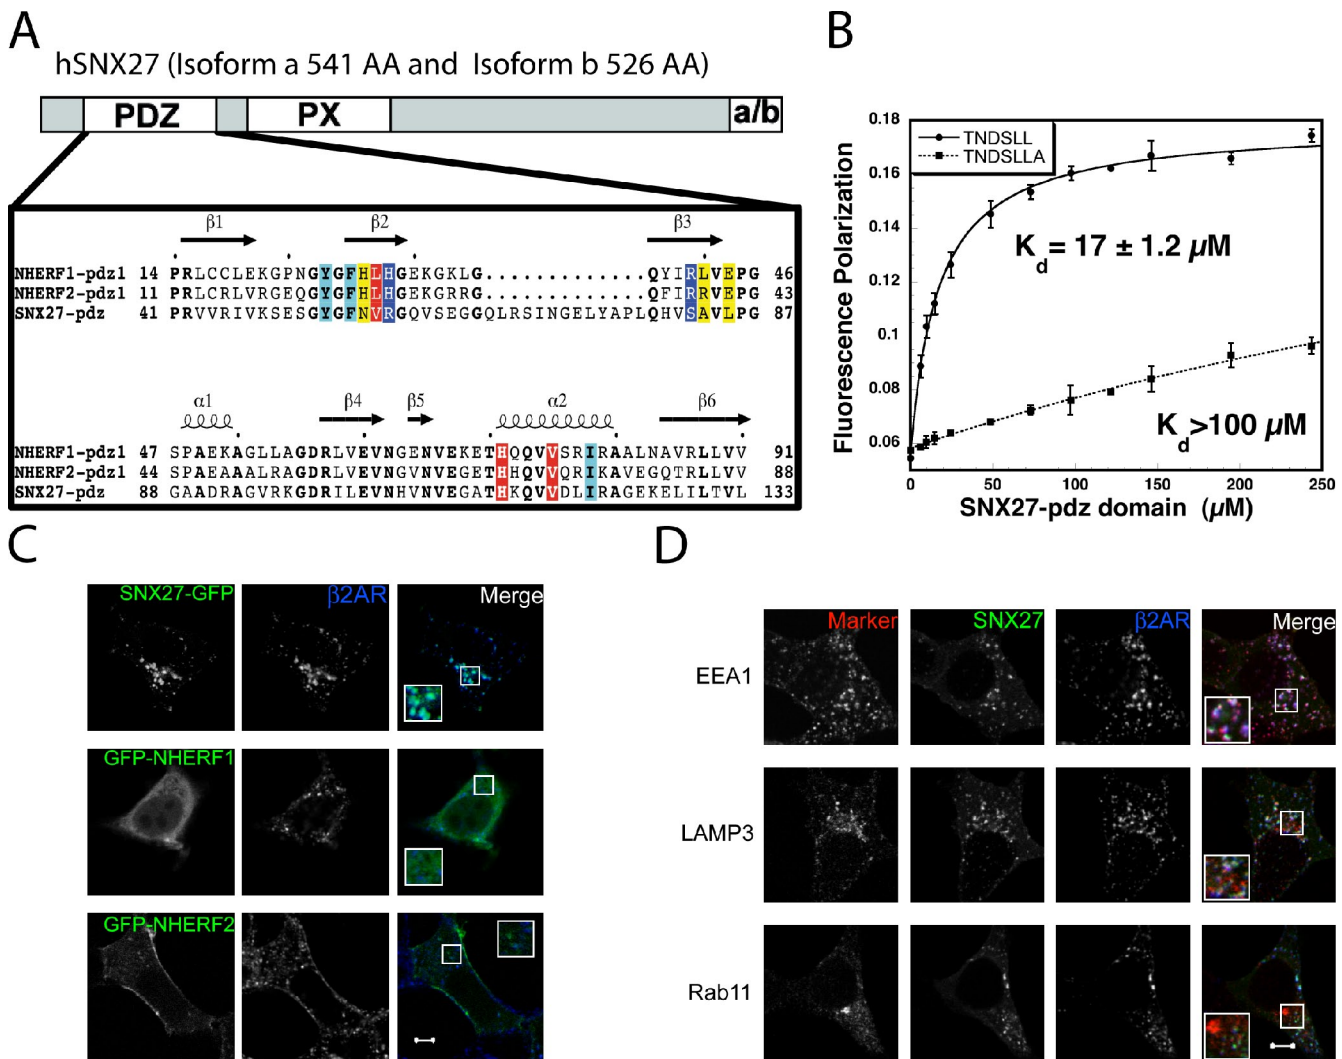 A
hSNX27 (Isoform a 541 AA and Isoform b 526 AA)
PDZ PX a/b
β1 β2 β3
NHERF1-pdz1 14 PRLCCLEKGPNGYGFHLHGEKGKLG.............QYIRLVEPG 46
NHERF2-pdz1 11 PRLCRLVRGEQGYGFHLHGEKGRRG.............QFIRRVEPG 43
SNX27-pdz 41 PRVVRIVKSESGYGFNVRGQVSEGGQLRSINGELYAPLQHVSAVLPG 87
α1 β4 β5 α2 β6
NHERF1-pdz1 47 SPAEKAGLLAGDRLVEVNGENVEKETHQQVVSRIRAALNAVRLLVV 91
NHERF2-pdz1 44 SPAEAAALRAGDRLVEVNGVNVEGETHHQVVQRIKAVEGQTRLLVV 88
SNX27-pdz 88 GAADRAGVRKGDRILEVNHVNVEGATHKQVVDLIRAGEKELILTVL 133
B
Fluorescence Polarization
0.18
0.16
0.14
0.12
0.1
0.08
0.06
TNDSLL
TNDSLLA
Kd= 17 ± 1.2 µM
Kd>100 µM
0 50 100 150 200 250
SNX27-pdz domain (µM)
C
SNX27-GFP β2AR Merge
GFP-NHERF1
GFP-NHERF2
D
Marker SNX27 β2AR Merge
EEA1
LAMP3
Rab11